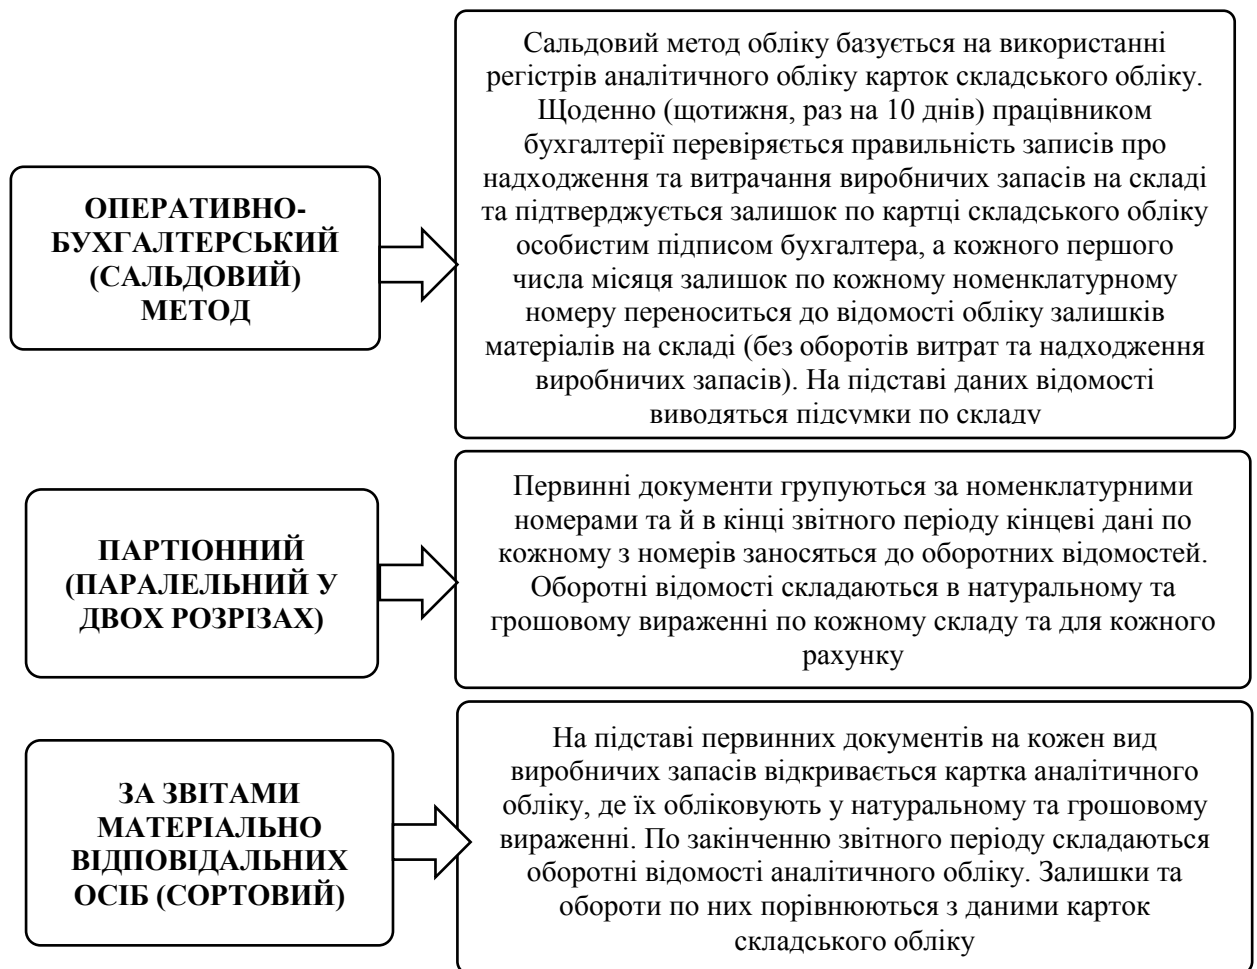 ОПЕРАТИВНО-
БУХГАЛТЕРСЬКИЙ
(САЛЬДОВИЙ)
МЕТОД
Сальдовий метод обліку базується на використанні
регістрів аналітичного обліку карток складського обліку.
Щоденно (щотижня, раз на 10 днів) працівником
бухгалтерії перевіряється правильність записів про
надходження та витрачання виробничих запасів на складі
та підтверджується залишок по картці складського обліку
особистим підписом бухгалтера, а кожного першого
числа місяця залишок по кожному номенклатурному
номеру переноситься до відомості обліку залишків
матеріалів на складі (без оборотів витрат та надходження
виробничих запасів). На підставі даних відомості
виводяться підсумки по складу
ПАРТІОННИЙ
(ПАРАЛЕЛЬНИЙ У
ДВОХ РОЗРІЗАХ)
Первинні документи групуються за номенклатурними
номерами та й в кінці звітного періоду кінцеві дані по
кожному з номерів заносяться до оборотних відомостей.
Оборотні відомості складаються в натуральному та
грошовому вираженні по кожному складу та для кожного
рахунку
ЗА ЗВІТАМИ
МАТЕРІАЛЬНО
ВІДПОВІДАЛЬНИХ
ОСІБ (СОРТОВИЙ)
На підставі первинних документів на кожен вид
виробничих запасів відкривається картка аналітичного
обліку, де їх обліковують у натуральному та грошовому
вираженні. По закінченню звітного періоду складаються
оборотні відомості аналітичного обліку. Залишки та
обороти по них порівнюються з даними карток
складського обліку